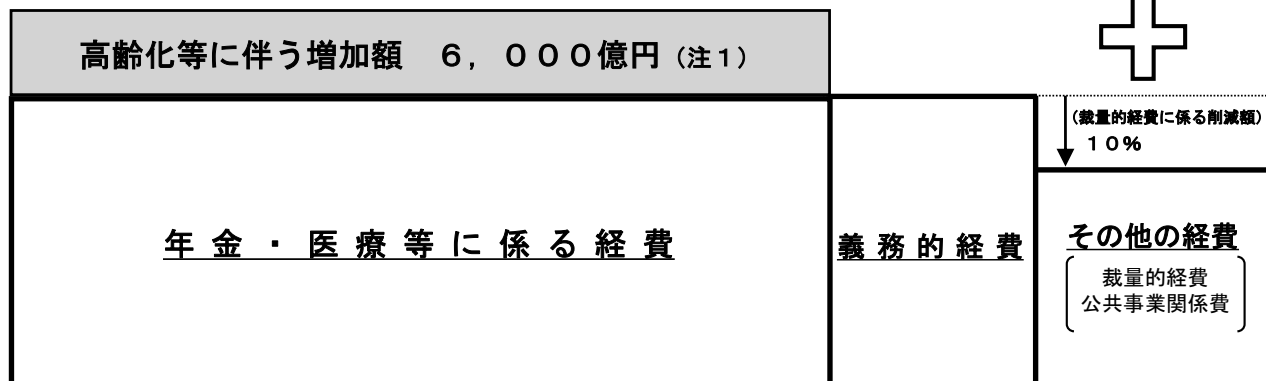 高齢化等に伴う増加額　６，０００億円（注１）
（裁量的経費に係る削減額）
１０％
年金・医療等に係る経費
義務的経費
その他の経費
裁量的経費
公共事業関係費